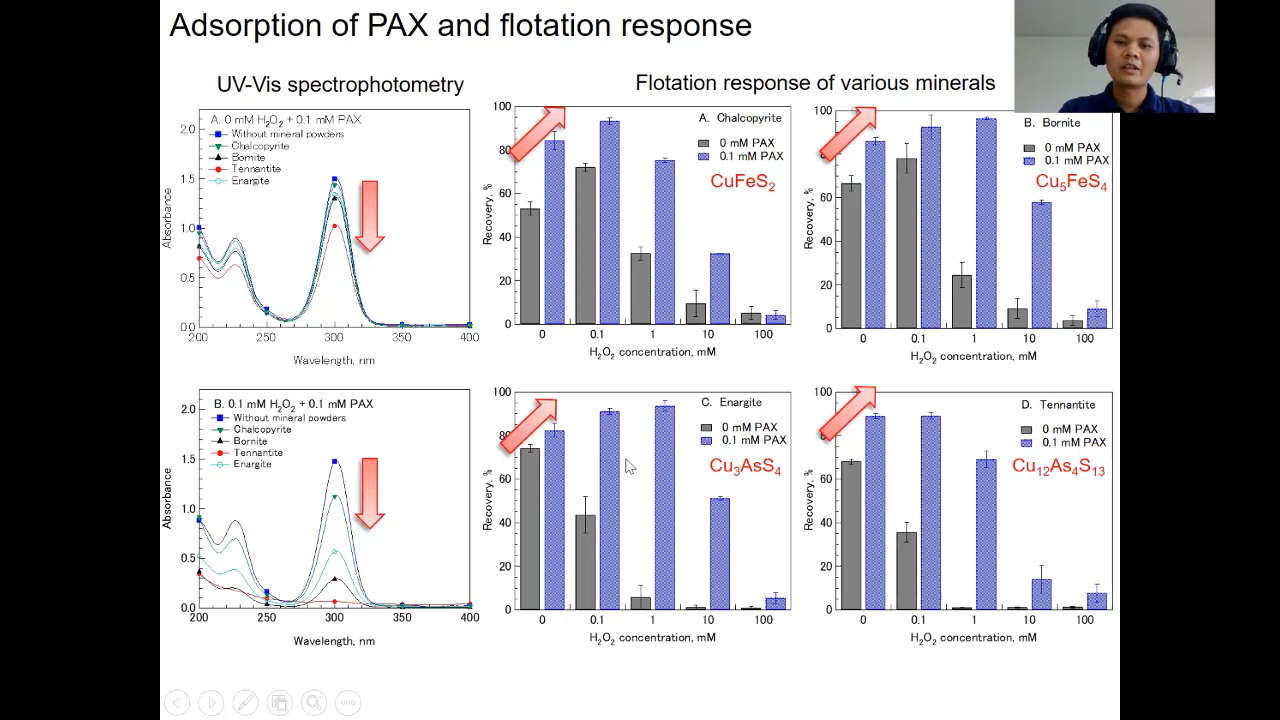 Adsorption of PAX and flotation response
UV-Vis spectrophotometry
Flotation response of various minerals
A. 0 mM H₂O₂ + 0.1 mM PAX
Without mineral powders
Chalcopyrite
Bornite
Tennantite
Enargite
Absorbance
2.0
1.5
1.0
0.5
0.0
200
250
300
350
400
Wavelength, nm
B. 0.1 mM H₂O₂ + 0.1 mM PAX
Without mineral powders
Chalcopyrite
Bornite
Tennantite
Enargite
Absorbance
2.0
1.5
1.0
0.5
0.0
200
250
300
350
400
Wavelength, nm
A. Chalcopyrite
0 mM PAX
0.1 mM PAX
CuFeS₂
Recovery, %
100
80
60
40
20
0
0
0.1
1
10
100
H₂O₂ concentration, mM
B. Bornite
0 mM PAX
0.1 mM PAX
Cu₅FeS₄
Recovery, %
100
80
60
40
20
0
0
0.1
1
10
100
H₂O₂ concentration, mM
C. Enargite
0 mM PAX
0.1 mM PAX
Cu₃AsS₄
Recovery, %
100
80
60
40
20
0
0
0.1
1
10
100
H₂O₂ concentration, mM
D. Tennantite
0 mM PAX
0.1 mM PAX
Cu₁₂As₄S₁₃
Recovery, %
100
80
60
40
20
0
0
0.1
1
10
100
H₂O₂ concentration, mM